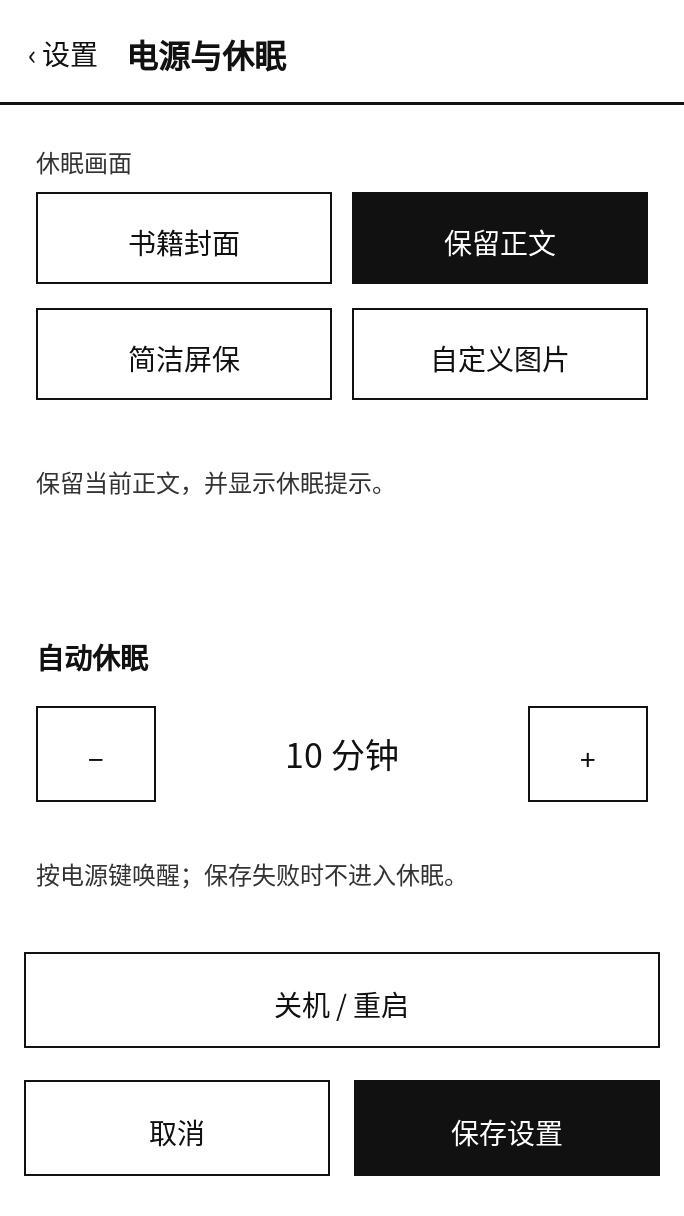 ‹ 设置 电源与休眠
休眠画面
书籍封面 保留正文
简洁屏保 自定义图片
保留当前正文，并显示休眠提示。
自动休眠
− 10 分钟 +
按电源键唤醒；保存失败时不进入休眠。
关机 / 重启
取消 保存设置